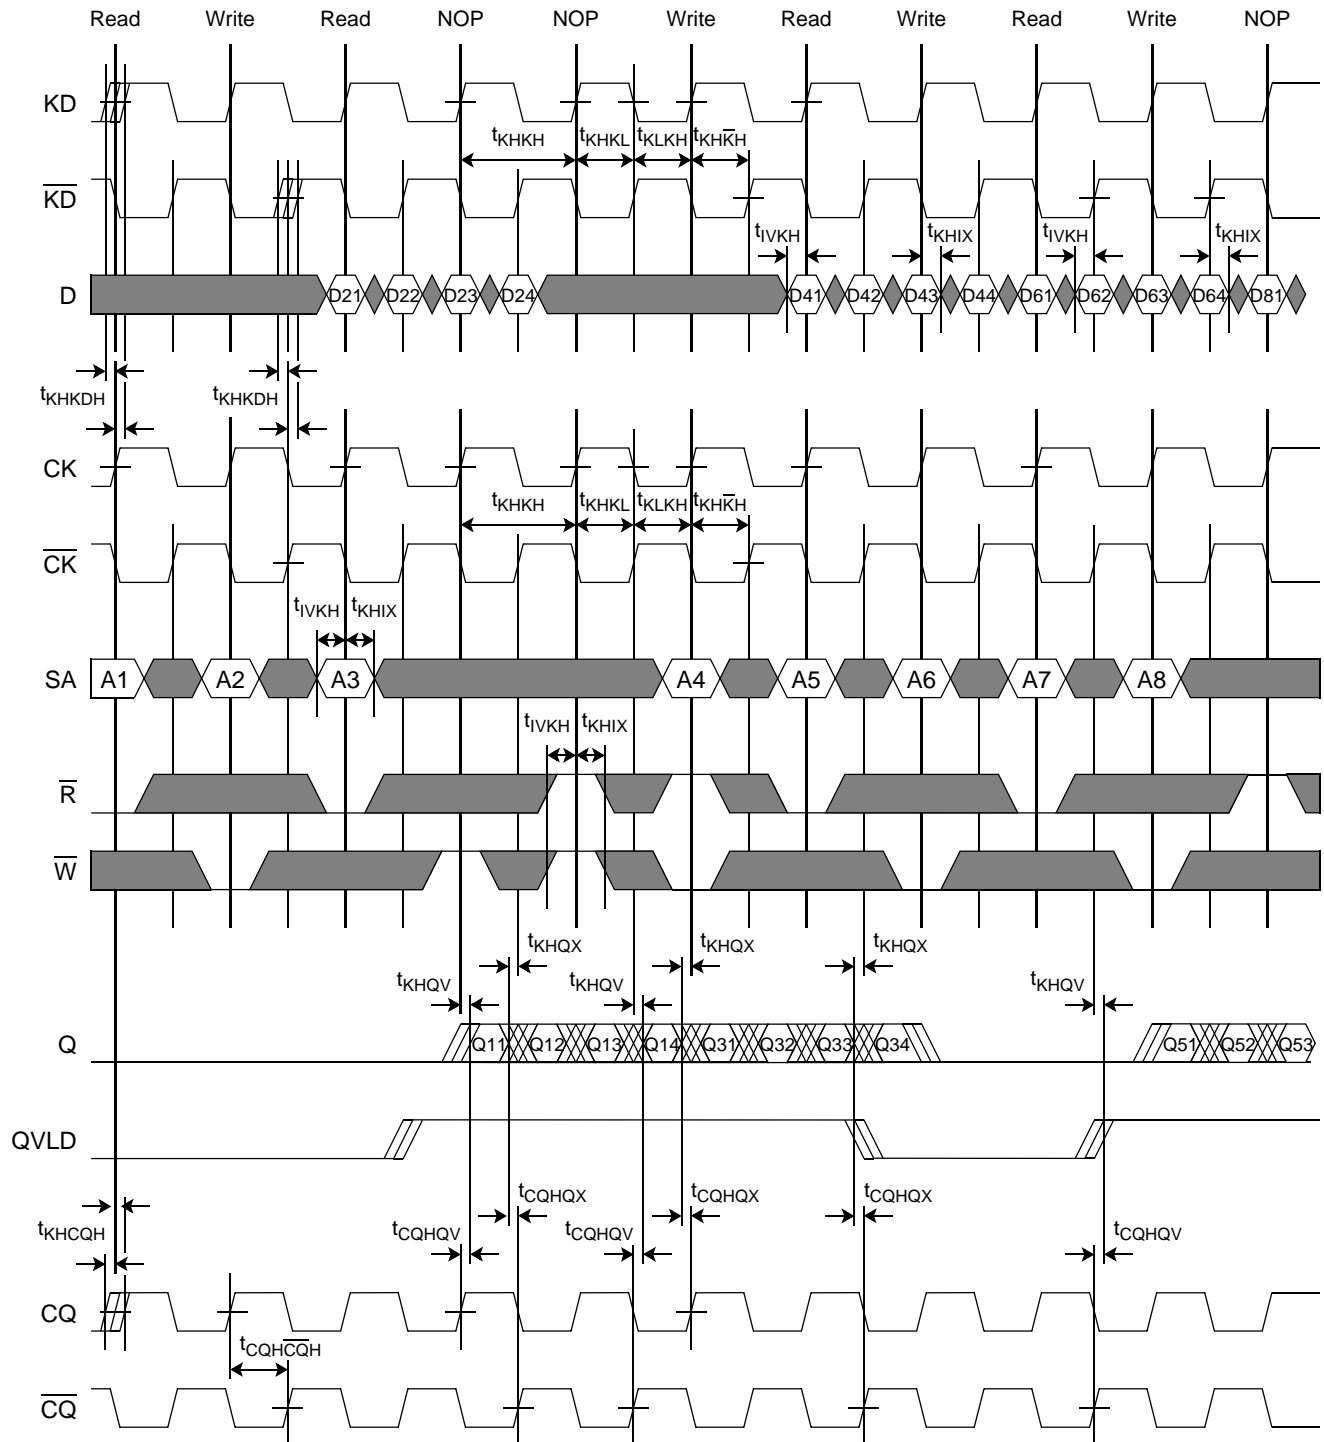 Read Write Read NOP NOP Write Read Write Read Write NOP
KD
tKHKH tKHKL tKLKH tKHK̅H
K̅D̅
tIVKH tKHIX tIVKH tKHIX
D D21 D22 D23 D24 D41 D42 D43 D44 D61 D62 D63 D64 D81
tKHKDH tKHKDH
CK
tKHKH tKHKL tKLKH tKHK̅H
C̅K̅
tIVKH tKHIX
SA A1 A2 A3 A4 A5 A6 A7 A8
tIVKH tKHIX
R̅
W̅
tKHQX tKHQX tKHQX
tKHQV tKHQV tKHQV
Q Q11 Q12 Q13 Q14 Q31 Q32 Q33 Q34 Q51 Q52 Q53
QVLD
tCQHQX tCQHQX tCQHQX
tKHCQH tCQHQV tCQHQV tCQHQV
CQ
tCQHC̅Q̅H
C̅Q̅